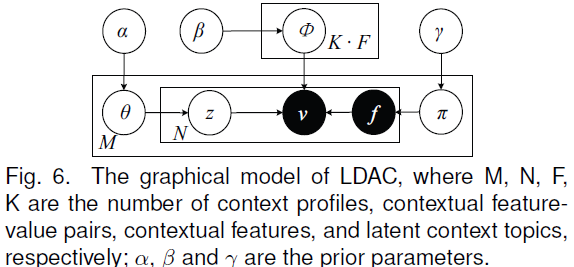 α β Φ K · F γ
θ z v f π
M N
Fig. 6. The graphical model of LDAC, where M, N, F,
K are the number of context profiles, contextual feature-
value pairs, contextual features, and latent context topics,
respectively; α, β and γ are the prior parameters.